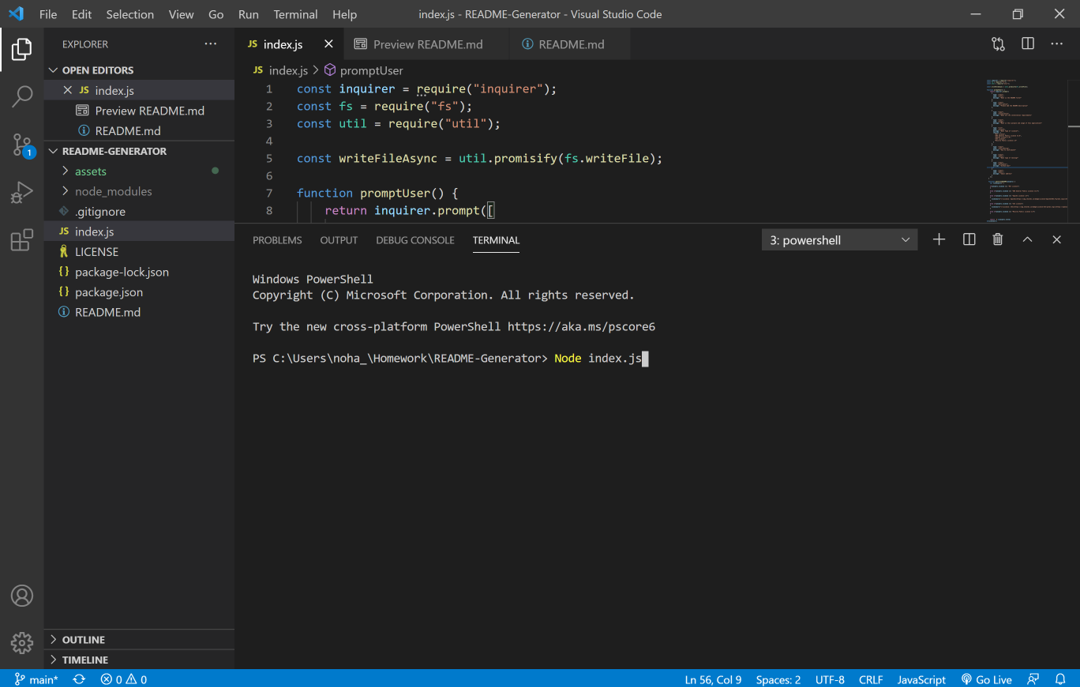 File Edit Selection View Go Run Terminal Help
index.js - README-Generator - Visual Studio Code
EXPLORER
OPEN EDITORS
JS index.js
Preview README.md
README.md
README-GENERATOR
assets
node_modules
.gitignore
JS index.js
LICENSE
{} package-lock.json
{} package.json
README.md
OUTLINE
TIMELINE
1
JS index.js
Preview README.md
README.md
JS index.js > promptUser
1 const inquirer = require("inquirer");
2 const fs = require("fs");
3 const util = require("util");
4
5 const writeFileAsync = util.promisify(fs.writeFile);
6
7 function promptUser() {
8 return inquirer.prompt([
PROBLEMS OUTPUT DEBUG CONSOLE TERMINAL
3: powershell
Windows PowerShell
Copyright (C) Microsoft Corporation. All rights reserved.
Try the new cross-platform PowerShell https://aka.ms/pscore6
PS C:\Users\noha_\Homework\README-Generator> Node index.js
main* 0 0 Ln 56, Col 9 Spaces: 2 UTF-8 CRLF JavaScript Go Live